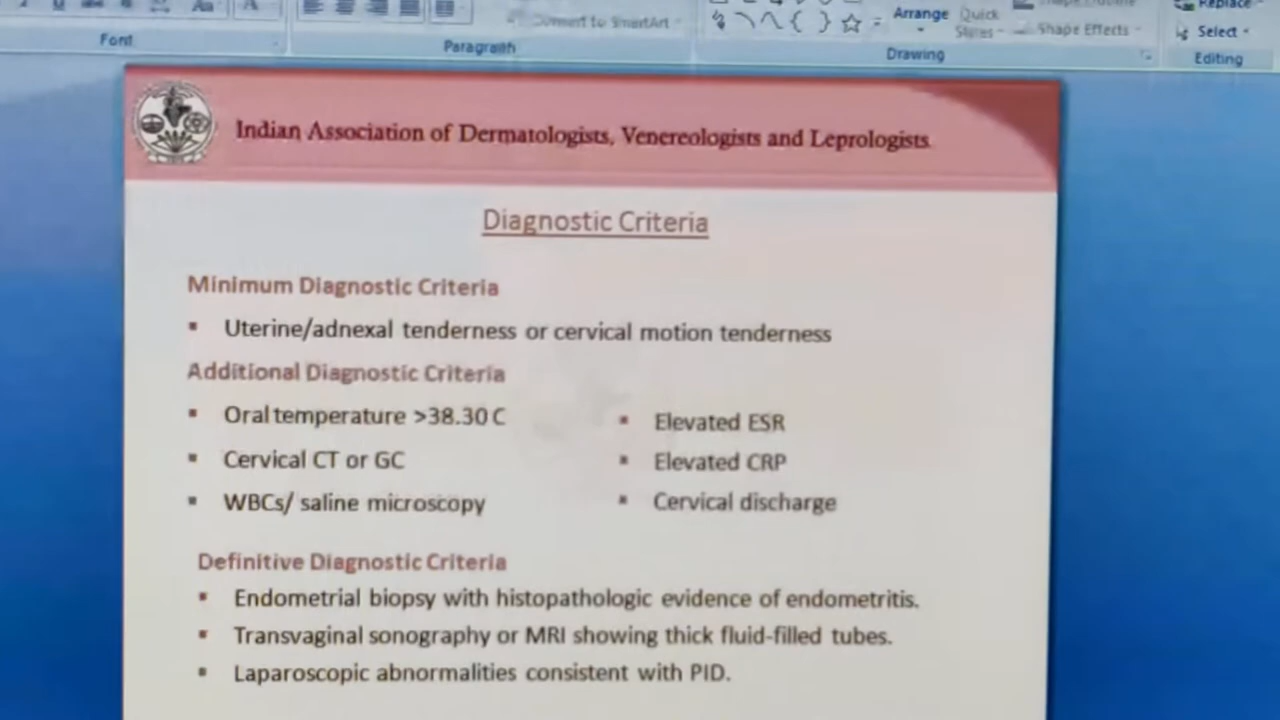 Font
Paragraph
Convert to SmartArt
Arrange
Quick
Styles
Shape Effects
Drawing
Replace
Select
Editing
Indian Association of Dermatologists, Venereologists and Leprologists
Diagnostic Criteria
Minimum Diagnostic Criteria
▪ Uterine/adnexal tenderness or cervical motion tenderness
Additional Diagnostic Criteria
▪ Oral temperature >38.30 C
▪ Cervical CT or GC
▪ WBCs/ saline microscopy
▪ Elevated ESR
▪ Elevated CRP
▪ Cervical discharge
Definitive Diagnostic Criteria
▪ Endometrial biopsy with histopathologic evidence of endometritis.
▪ Transvaginal sonography or MRI showing thick fluid-filled tubes.
▪ Laparoscopic abnormalities consistent with PID.